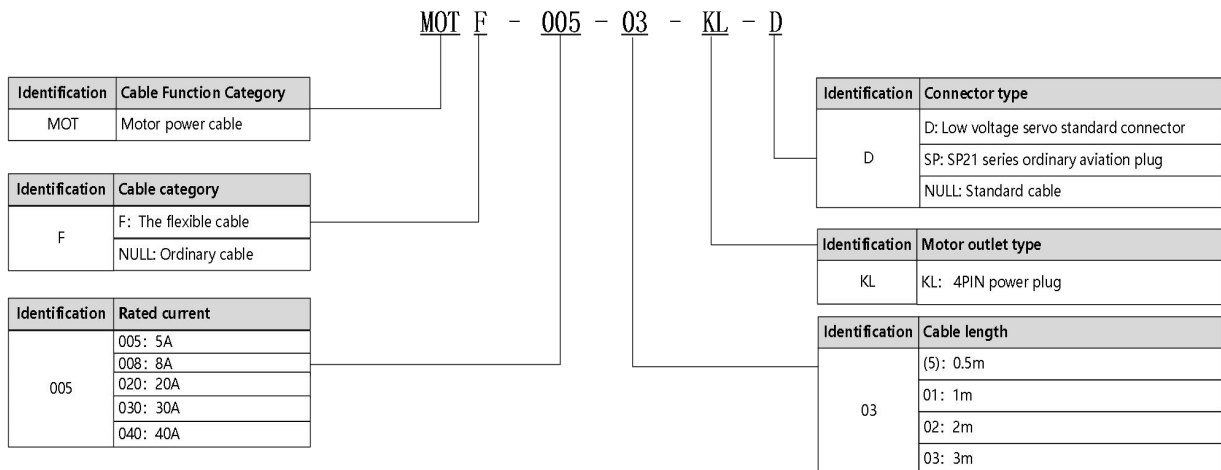 MOT F - 005 - 03 - KL - D
Identification Cable Function Category
MOT Motor power cable
Identification Cable category
F
F: The flexible cable
NULL: Ordinary cable
Identification Rated current
005
005: 5A
008: 8A
020: 20A
030: 30A
040: 40A
Identification Connector type
D
D: Low voltage servo standard connector
SP: SP21 series ordinary aviation plug
NULL: Standard cable
Identification Motor outlet type
KL KL: 4PIN power plug
Identification Cable length
03
(5): 0.5m
01: 1m
02: 2m
03: 3m